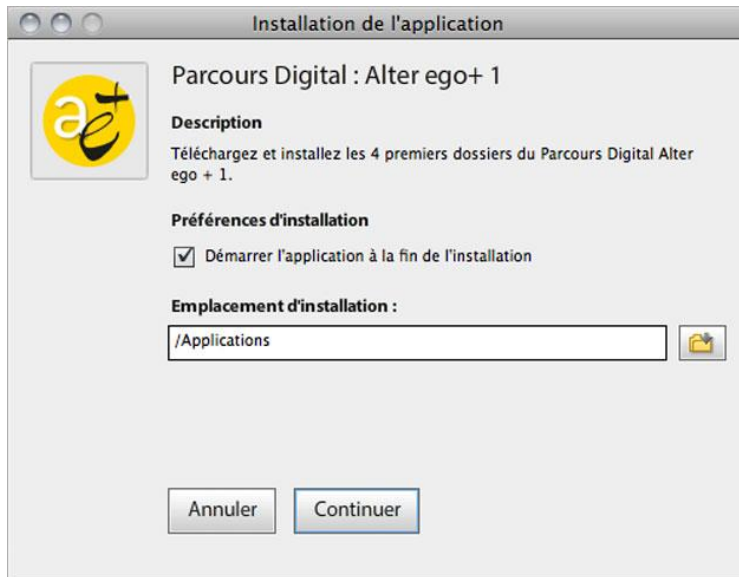 Installation de l'application
ae+
Parcours Digital : Alter ego+ 1
Description
Téléchargez et installez les 4 premiers dossiers du Parcours Digital Alter
ego + 1.
Préférences d'installation
Démarrer l'application à la fin de l'installation
Emplacement d'installation :
/Applications
Annuler
Continuer